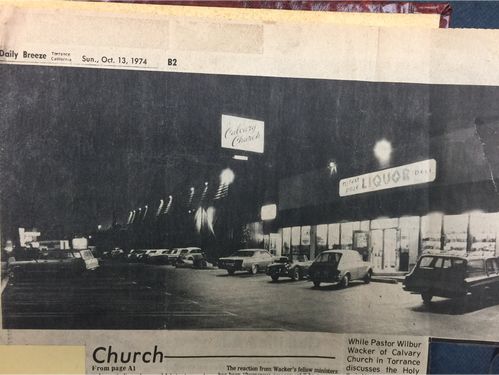 Daily Breeze
Torrance
California
Sun., Oct. 13, 1974
B2
Calvary
Church
LIQUOR
Church
From page A1
The reaction from Wacker's fellow ministers
While Pastor Wilbur
Wacker of Calvary
Church in Torrance
discusses the Holy